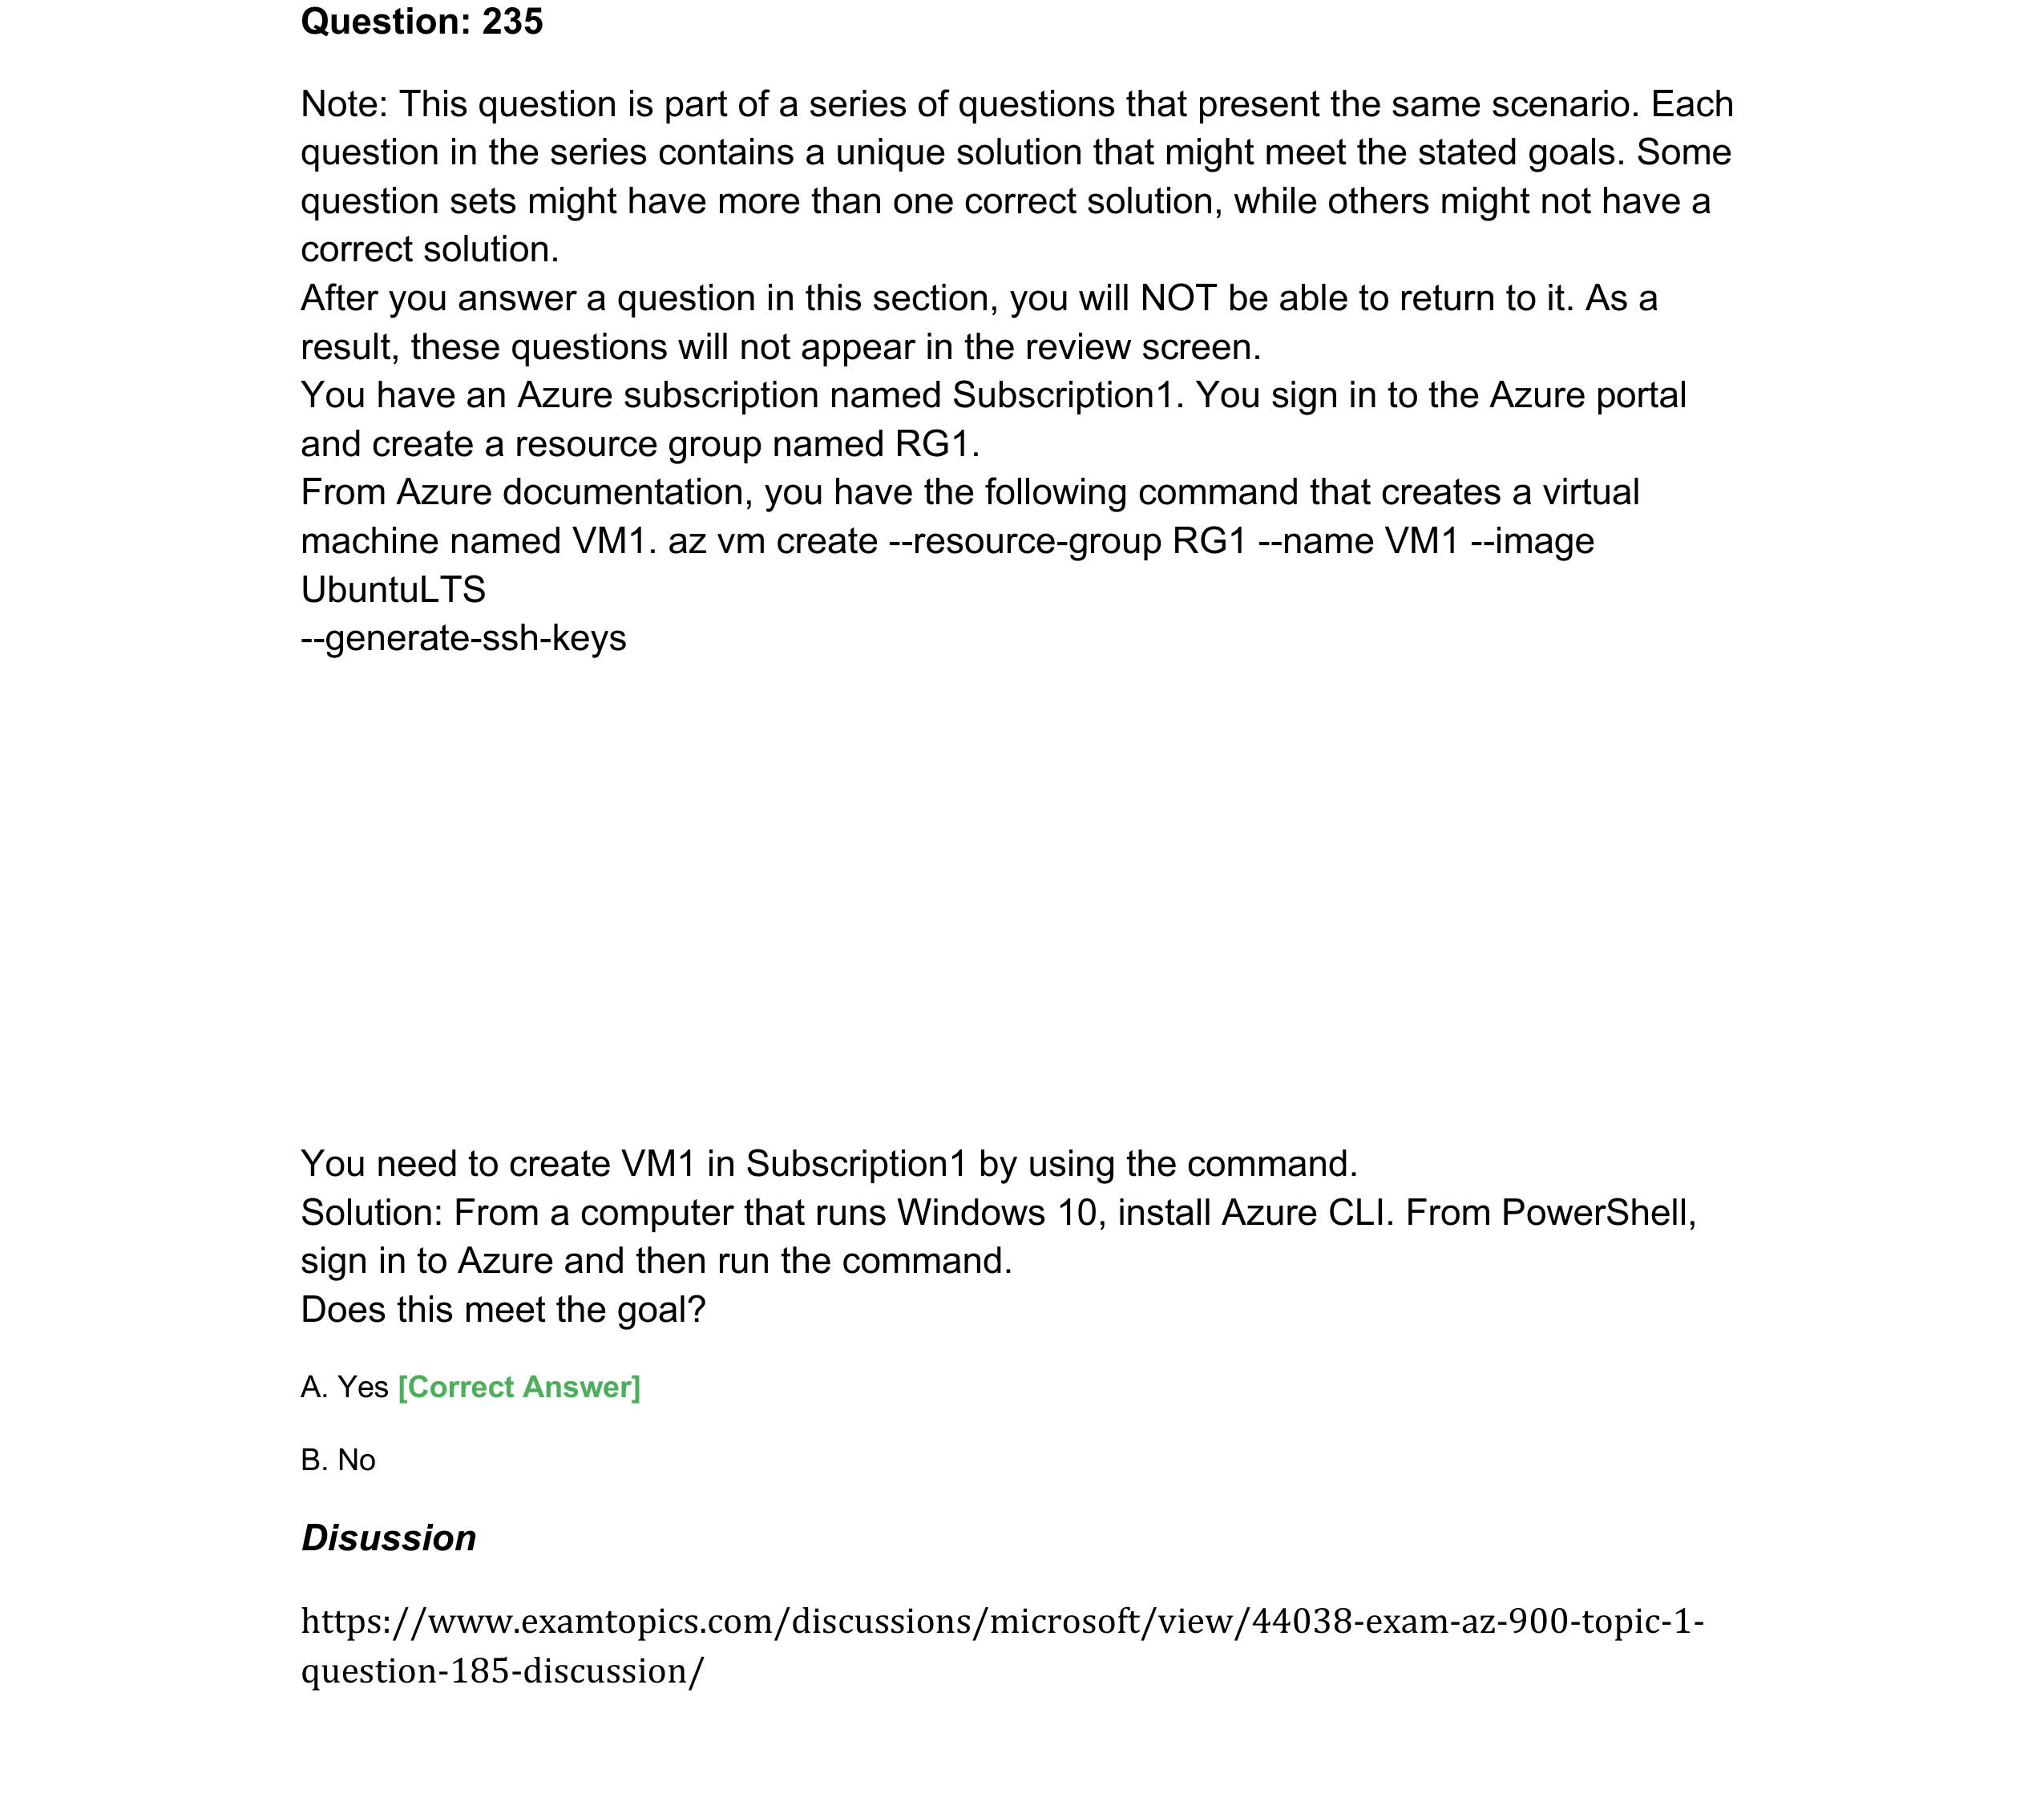 Question: 235
Note: This question is part of a series of questions that present the same scenario. Each
question in the series contains a unique solution that might meet the stated goals. Some
question sets might have more than one correct solution, while others might not have a
correct solution.
After you answer a question in this section, you will NOT be able to return to it. As a
result, these questions will not appear in the review screen.
You have an Azure subscription named Subscription1. You sign in to the Azure portal
and create a resource group named RG1.
From Azure documentation, you have the following command that creates a virtual
machine named VM1. az vm create --resource-group RG1 --name VM1 --image
UbuntuLTS
--generate-ssh-keys
You need to create VM1 in Subscription1 by using the command.
Solution: From a computer that runs Windows 10, install Azure CLI. From PowerShell,
sign in to Azure and then run the command.
Does this meet the goal?
A. Yes [Correct Answer]
B. No
Disussion
https://www.examtopics.com/discussions/microsoft/view/44038-exam-az-900-topic-1-
question-185-discussion/